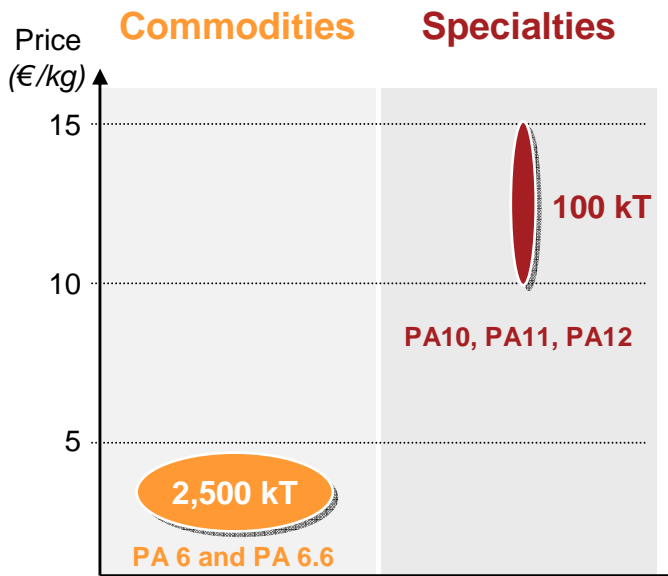 Commodities
Specialties
Price
(€/kg)
15
100 kT
10
PA10, PA11, PA12
5
2,500 kT
PA 6 and PA 6.6